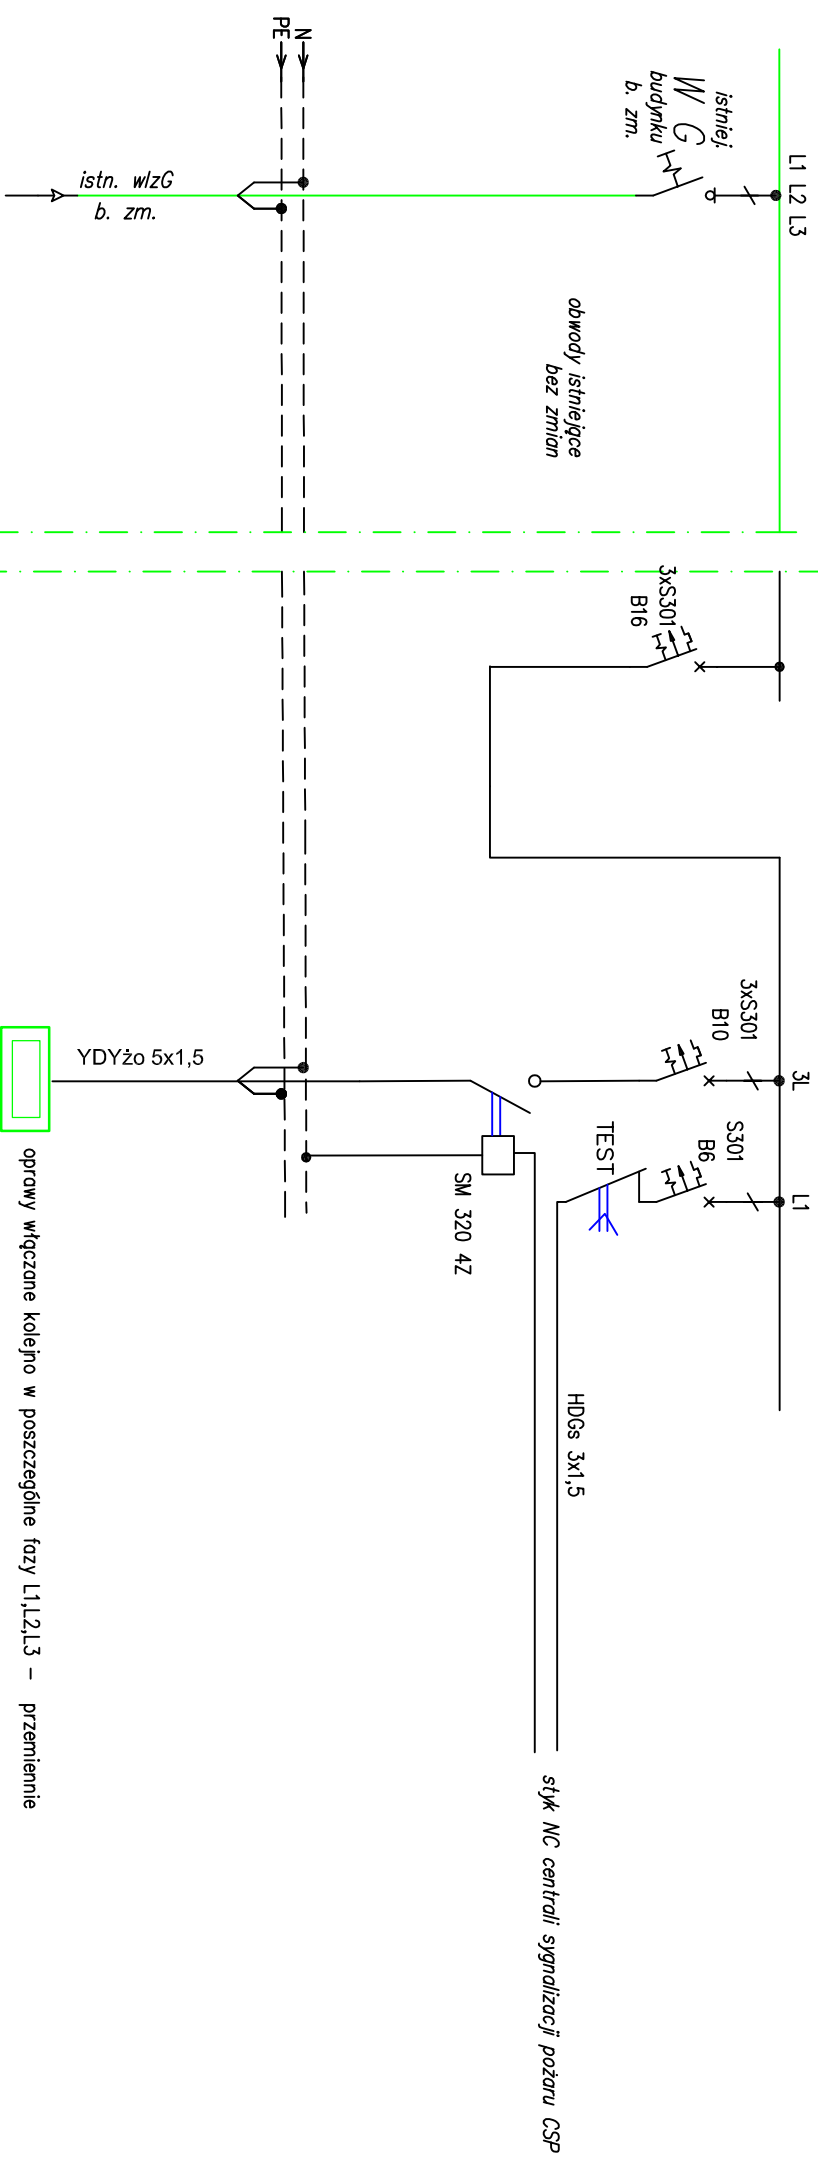 L1 L2 L3
istniej.
W G
budynku
b. zm.
N
PE
istn. wlzG
b. zm.
obwody istniejące
bez zmian
3xS301
B16
3L
3xS301
B10
L1
S301
B6
TEST
SM 320 4Z
HDGs 3x1,5
styk NC centrali sygnalizacji pożaru CSP
YDYżo 5x1,5
oprawy włączane kolejno w poszczególne fazy L1,L2,L3 - przemiennie